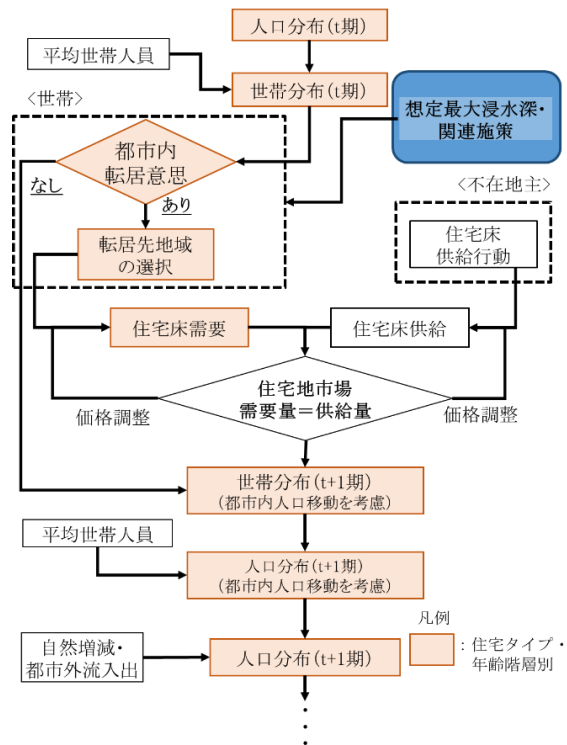 人口分布(t期)
平均世帯人員
世帯分布(t期)
<世帯>
想定最大浸水深・
関連施策
都市内
転居意思
なし
あり
<不在地主>
転居先地域
の選択
住宅床
供給行動
住宅床需要
住宅床供給
住宅地市場
需要量=供給量
価格調整
価格調整
世帯分布(t+1期)
(都市内人口移動を考慮)
平均世帯人員
人口分布(t+1期)
(都市内人口移動を考慮)
凡例
自然増減・
都市外流入出
人口分布(t+1期)
:住宅タイプ・
年齢階層別